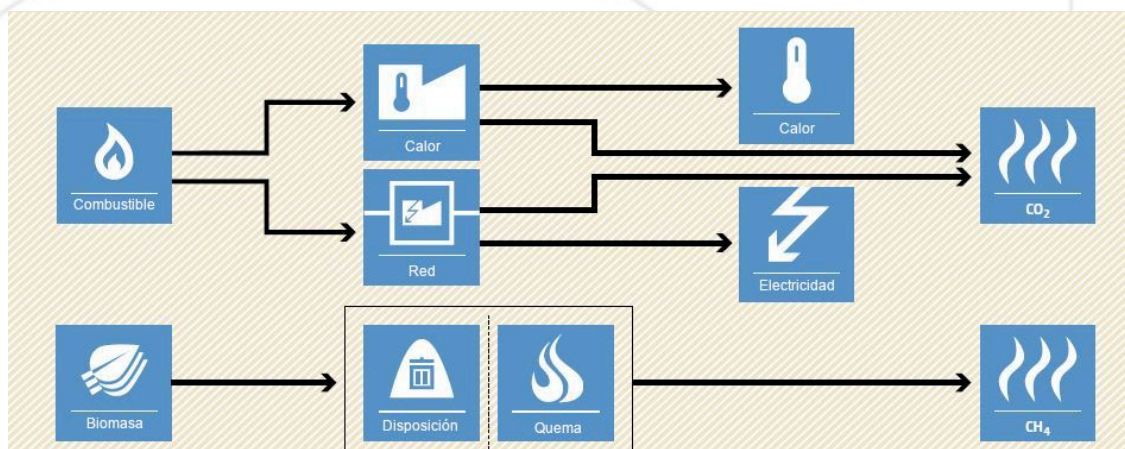 Combustible
Calor
Calor
CO₂
Red
Electricidad
Biomasa
Disposición
Quema
CH₄